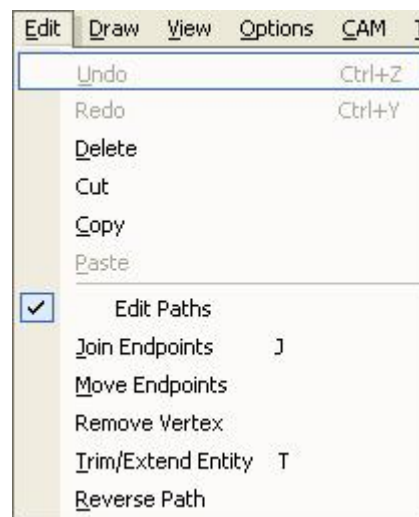 Edit Draw View Options CAM
Undo Ctrl+Z
Redo Ctrl+Y
Delete
Cut
Copy
Paste
Edit Paths
Join Endpoints J
Move Endpoints
Remove Vertex
Trim/Extend Entity T
Reverse Path